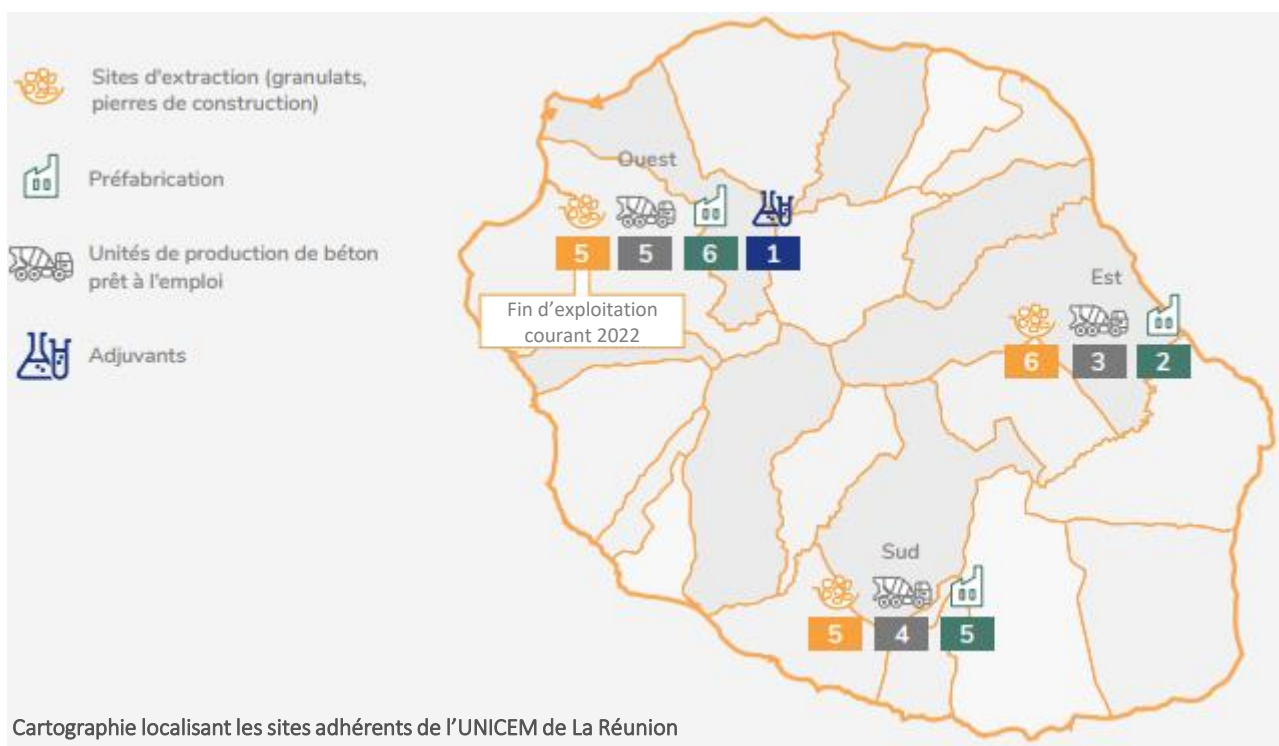 Sites d'extraction (granulats,
pierres de construction)
Préfabrication
Unités de production de béton
prêt à l'emploi
Adjuvants
Ouest
5 5 6 1
Fin d’exploitation
courant 2022
Est
6 3 2
Sud
5 4 5
Cartographie localisant les sites adhérents de l’UNICEM de La Réunion